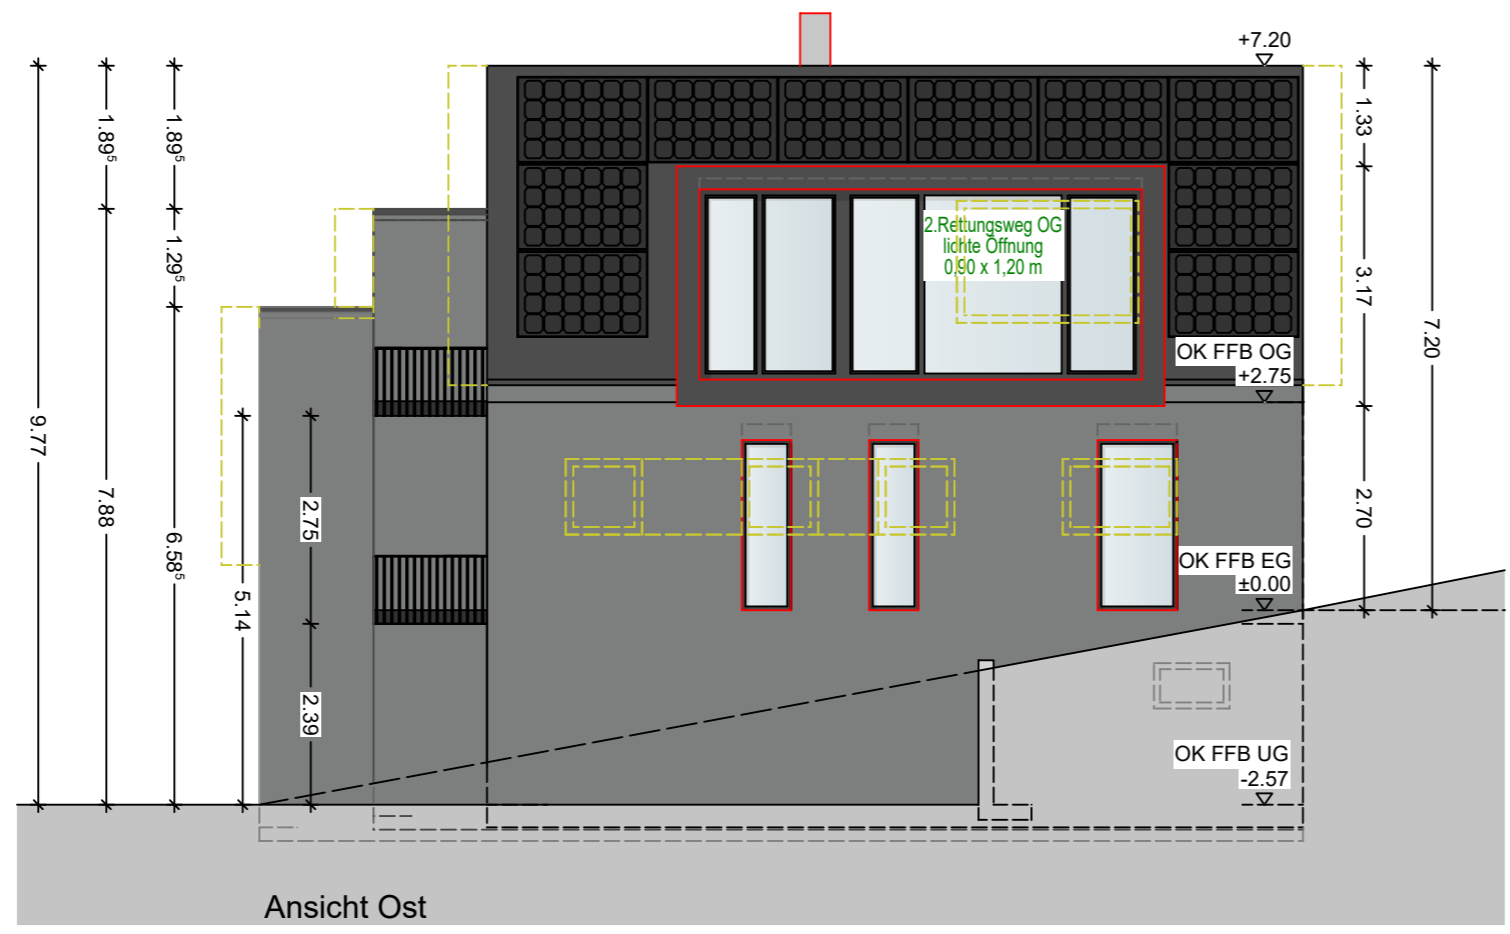 +7.20
1.89⁵
1.89⁵
1.33
2.Rettungsweg OG
lichte Öffnung
0,90 x 1,20 m
1.29⁵
3.17
7.20
OK FFB OG
+2.75
9.77
7.88
6.58⁵
5.14
2.75
2.70
OK FFB EG
±0.00
2.39
OK FFB UG
-2.57
Ansicht Ost